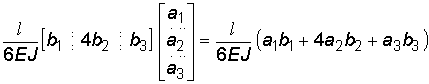 l/6EJ [b₁ ⋮ 4b₂ ⋮ b₃] [a₁ ... a₂ ... a₃] = l/6EJ (a₁b₁ + 4a₂b₂ + a₃b₃)